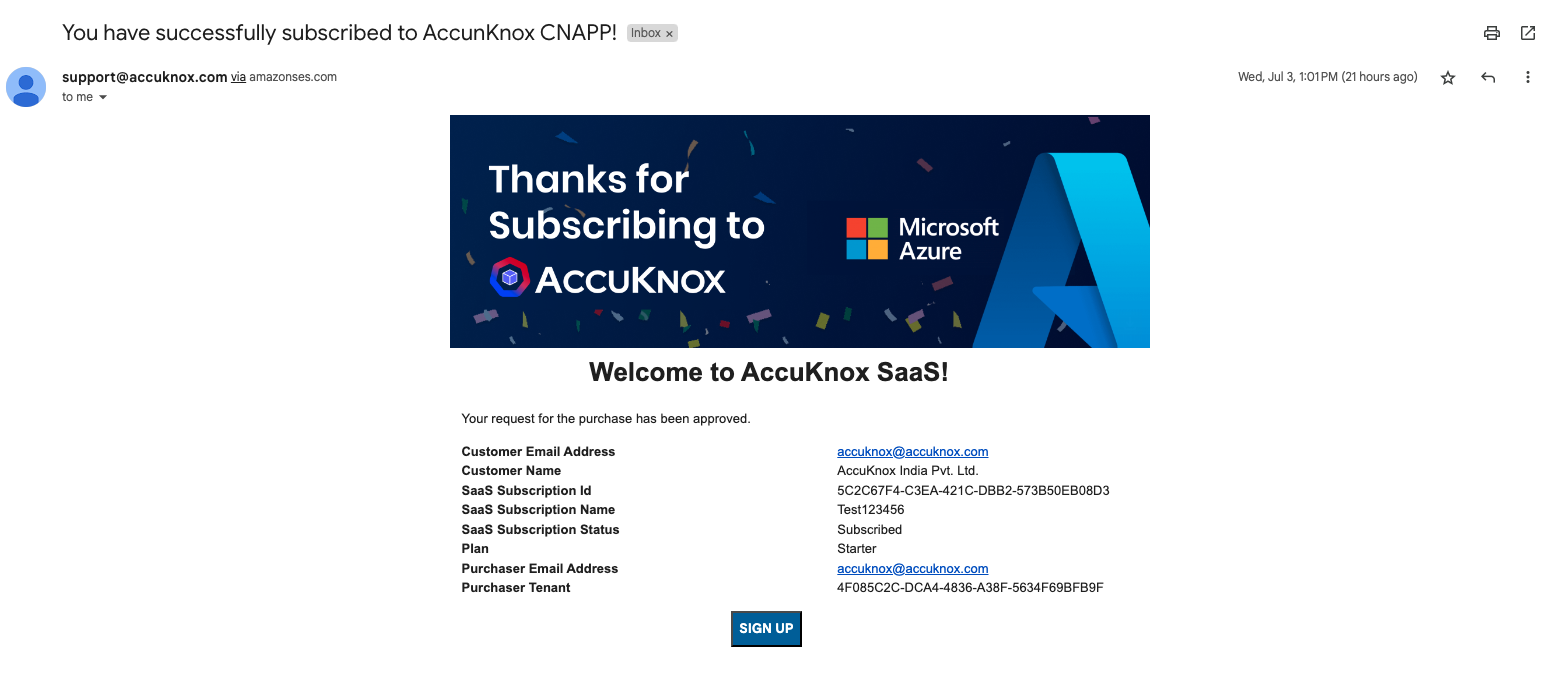 You have successfully subscribed to AccunKnox CNAPP! Inbox ×
support@accuknox.com via amazonses.com
Wed, Jul 3, 1:01 PM (21 hours ago)
to me
Thanks for
Subscribing to
ACCUKNOX
Microsoft
Azure
Welcome to AccuKnox SaaS!
Your request for the purchase has been approved.
Customer Email Address accuknox@accuknox.com
Customer Name AccuKnox India Pvt. Ltd.
SaaS Subscription Id 5C2C67F4-C3EA-421C-DBB2-573B50EB08D3
SaaS Subscription Name Test123456
SaaS Subscription Status Subscribed
Plan Starter
Purchaser Email Address accuknox@accuknox.com
Purchaser Tenant 4F085C2C-DCA4-4836-A38F-5634F69BFB9F
SIGN UP